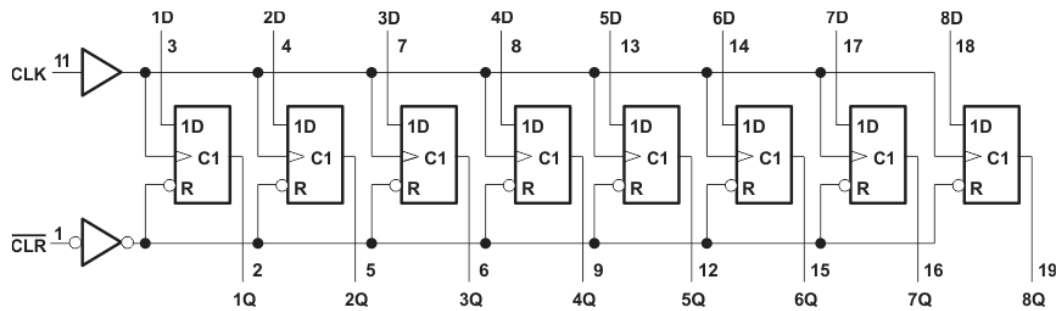 1D 2D 3D 4D 5D 6D 7D 8D
3 4 7 8 13 14 17 18
CLK 11
1D 1D 1D 1D 1D 1D 1D 1D
C1 C1 C1 C1 C1 C1 C1 C1
R R R R R R R R
CLR 1
2 5 6 9 12 15 16 19
1Q 2Q 3Q 4Q 5Q 6Q 7Q 8Q